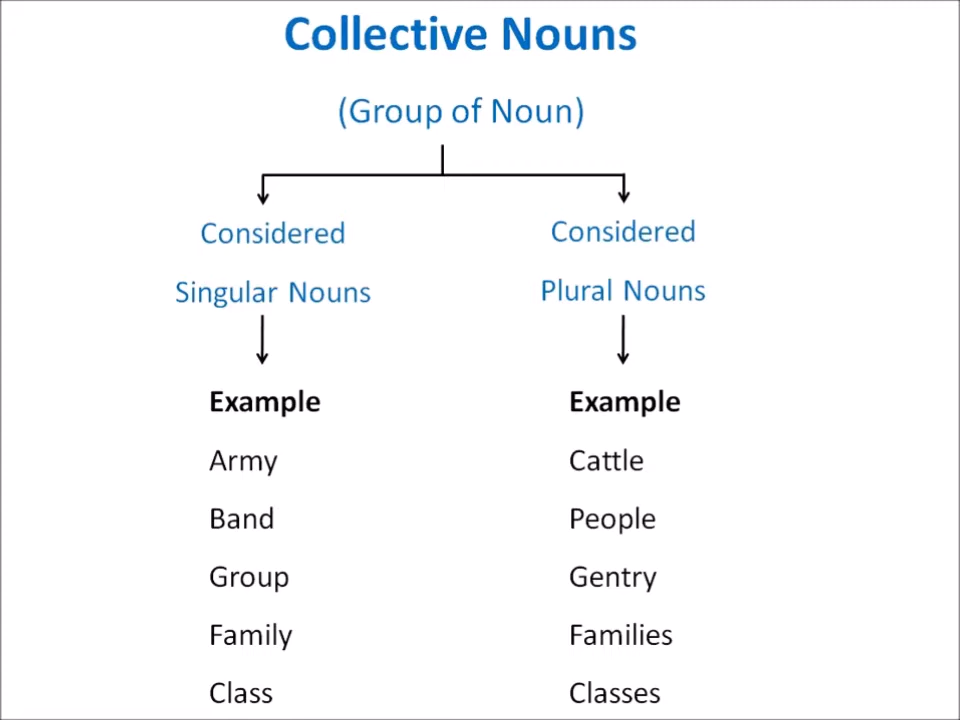 Collective Nouns
(Group of Noun)
Considered
Singular Nouns
Example
Army
Band
Group
Family
Class
Considered
Plural Nouns
Example
Cattle
People
Gentry
Families
Classes